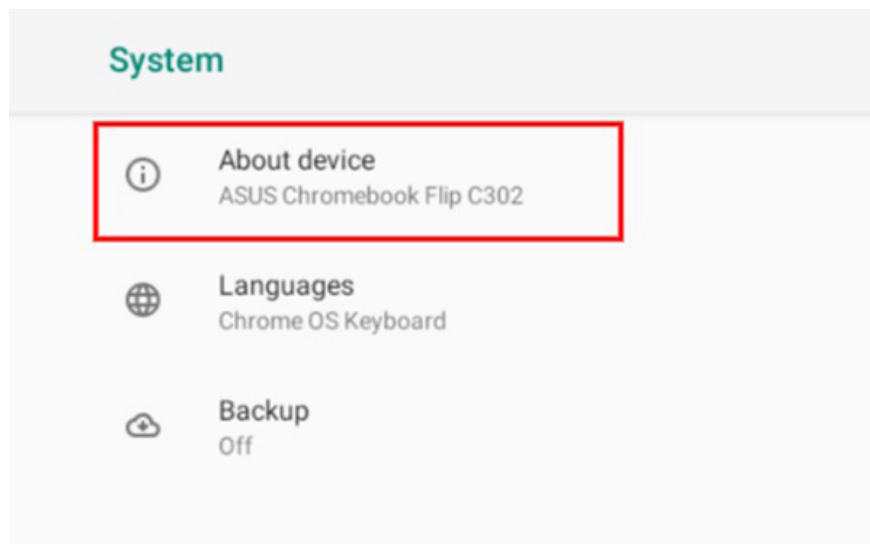 System
About device
ASUS Chromebook Flip C302
Languages
Chrome OS Keyboard
Backup
Off